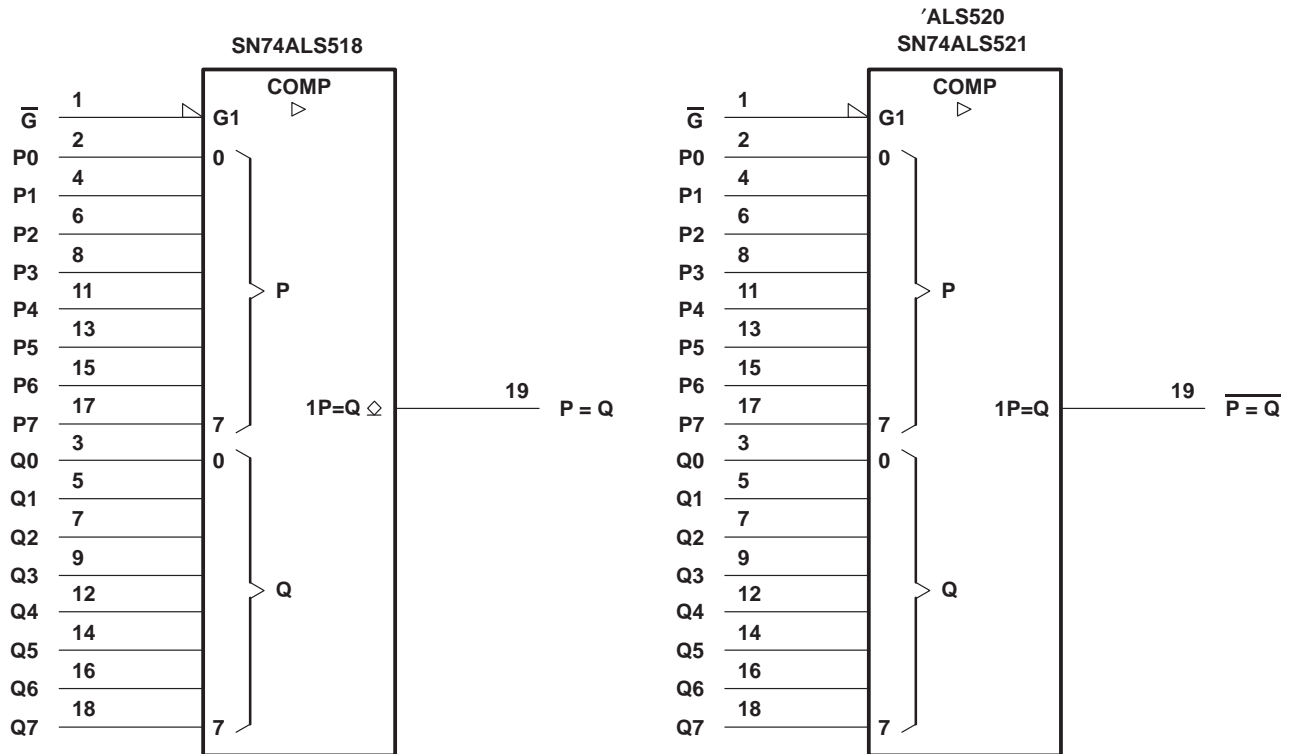 SN74ALS518
COMP
▷
G̅ 1 G1
P0 2 0
P1 4
P2 6
P3 8
P4 11
P5 13
P6 15
P7 17 7
P
Q0 3 0
Q1 5
Q2 7
Q3 9
Q4 12
Q5 14
Q6 16
Q7 18 7
Q
1P=Q 19 P = Q
′ALS520
SN74ALS521
COMP
▷
G̅ 1 G1
P0 2 0
P1 4
P2 6
P3 8
P4 11
P5 13
P6 15
P7 17 7
P
Q0 3 0
Q1 5
Q2 7
Q3 9
Q4 12
Q5 14
Q6 16
Q7 18 7
Q
1P=Q 19 P̅ ̅=̅ ̅Q̅